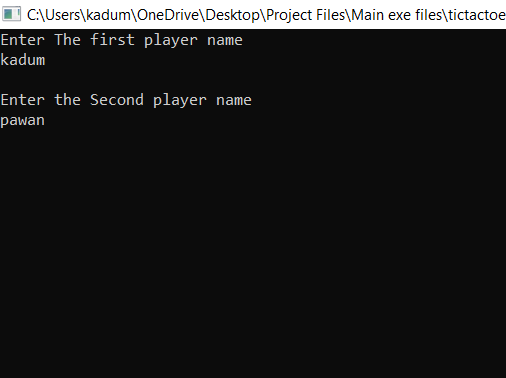 C:\Users\kadum\OneDrive\Desktop\Project Files\Main exe files\tictactoe
Enter The first player name
kadum
Enter the Second player name
pawan